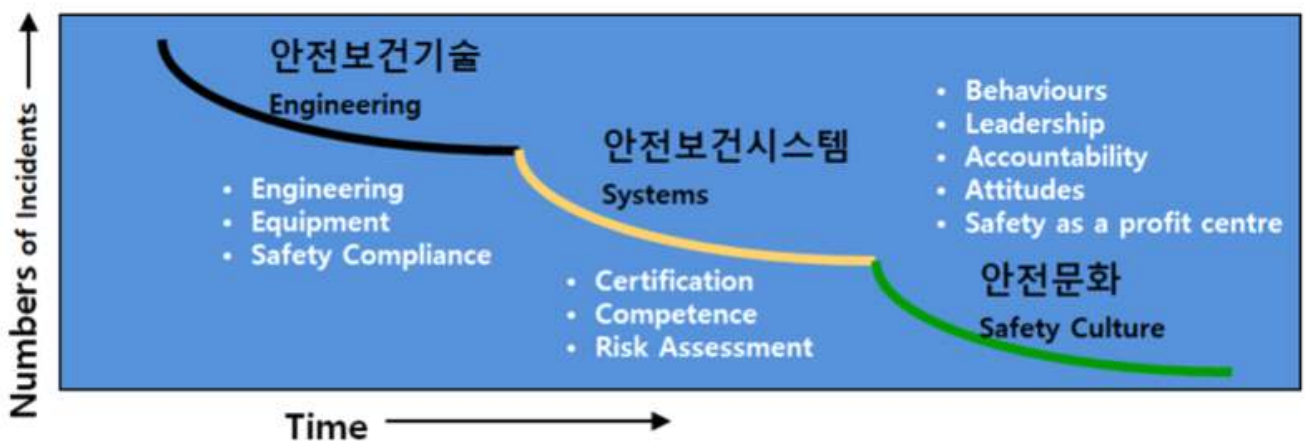 Numbers of Incidents
안전보건기술
Engineering
• Engineering
• Equipment
• Safety Compliance
안전보건시스템
Systems
• Certification
• Competence
• Risk Assessment
• Behaviours
• Leadership
• Accountability
• Attitudes
• Safety as a profit centre
안전문화
Safety Culture
Time